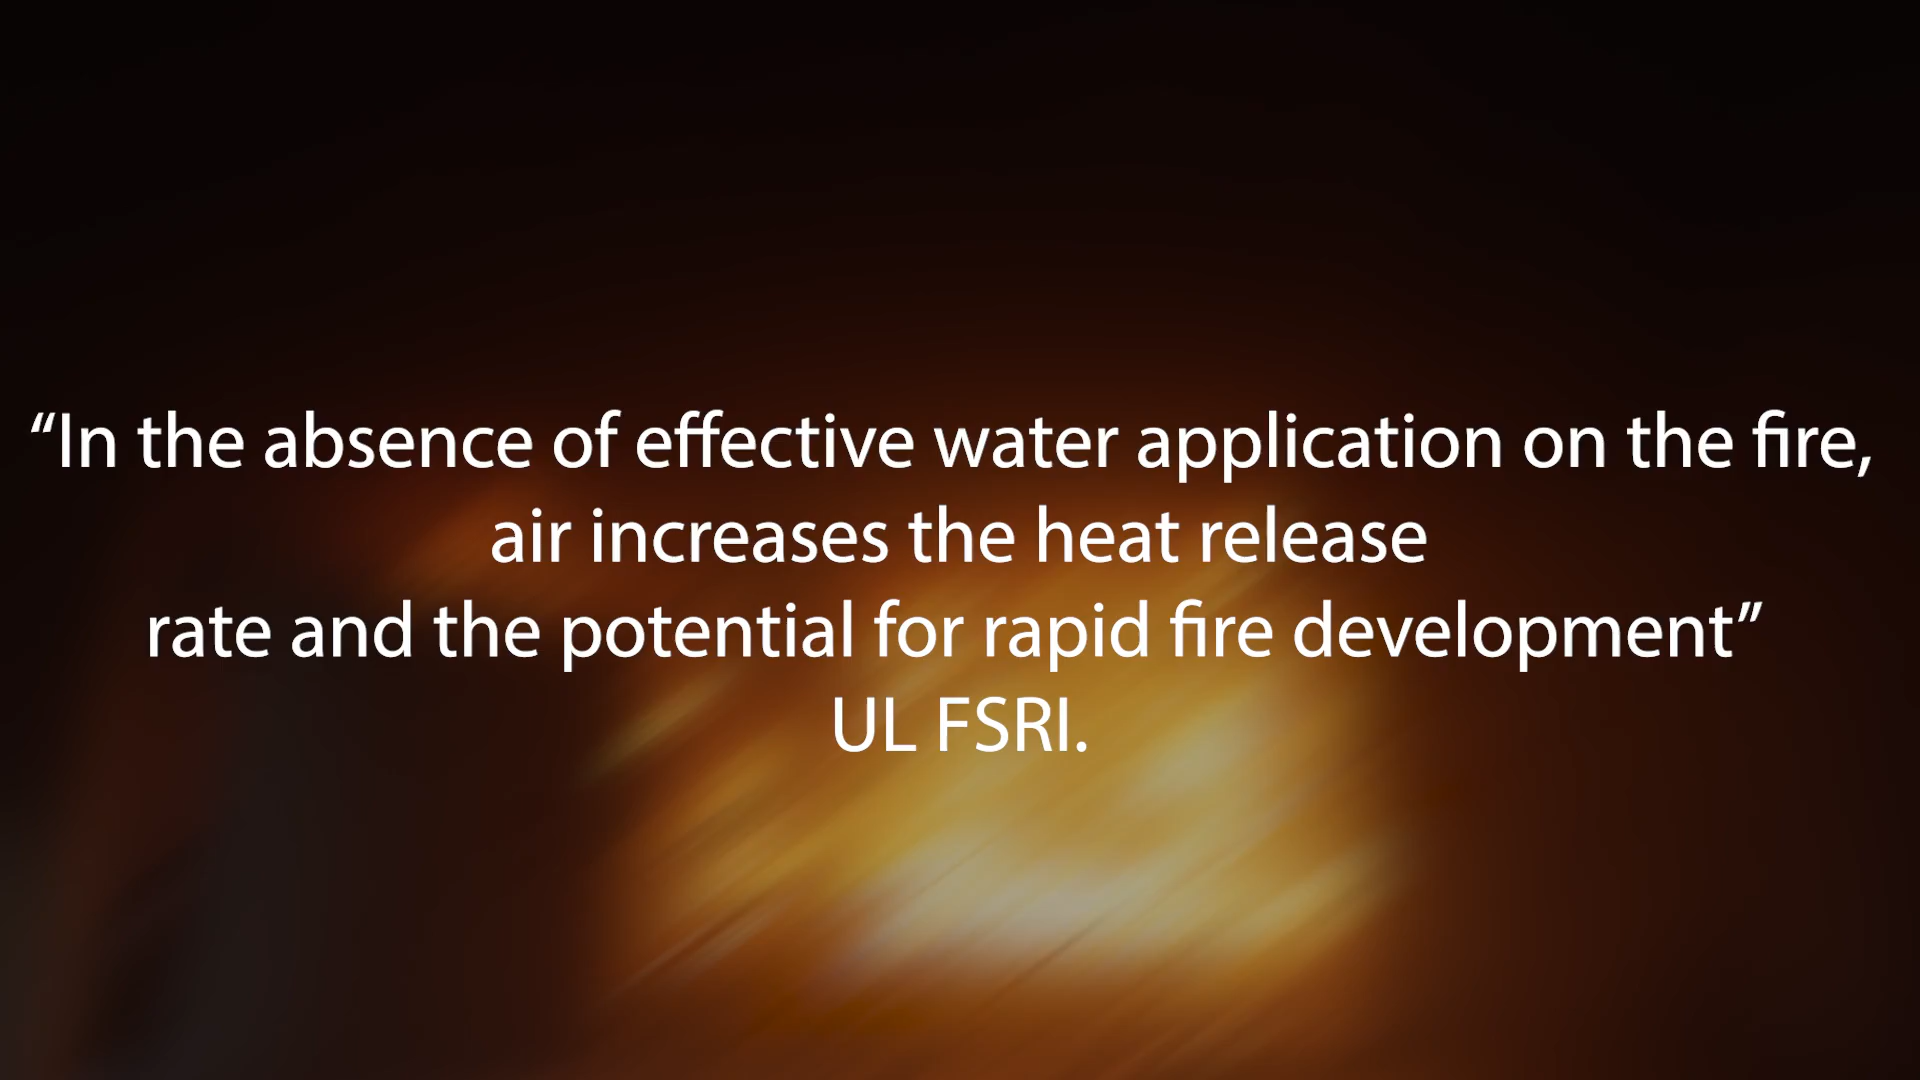 “In the absence of effective water application on the fire,
air increases the heat release
rate and the potential for rapid fire development”
UL FSRI.